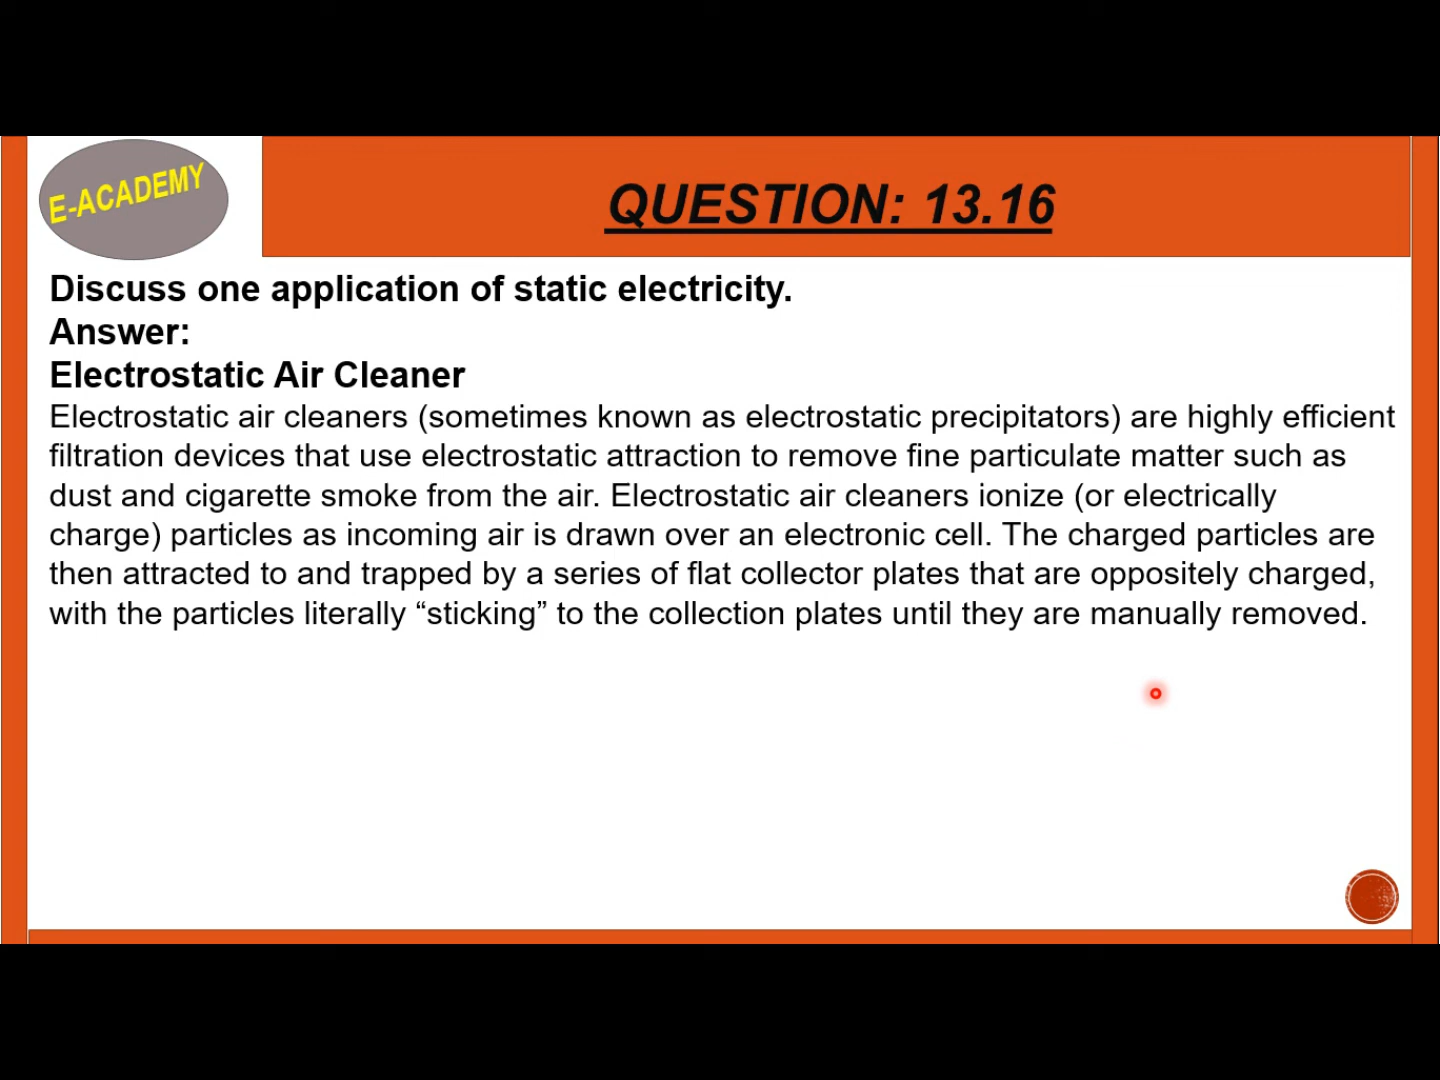 E-ACADEMY
QUESTION: 13.16
Discuss one application of static electricity.
Answer:
Electrostatic Air Cleaner
Electrostatic air cleaners (sometimes known as electrostatic precipitators) are highly efficient
filtration devices that use electrostatic attraction to remove fine particulate matter such as
dust and cigarette smoke from the air. Electrostatic air cleaners ionize (or electrically
charge) particles as incoming air is drawn over an electronic cell. The charged particles are
then attracted to and trapped by a series of flat collector plates that are oppositely charged,
with the particles literally “sticking” to the collection plates until they are manually removed.